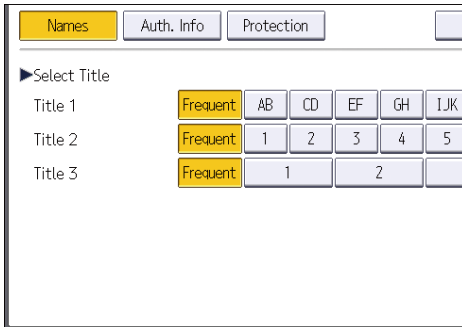 Names Auth. Info Protection
▶Select Title
Title 1 Frequent AB CD EF GH IJK
Title 2 Frequent 1 2 3 4 5
Title 3 Frequent 1 2